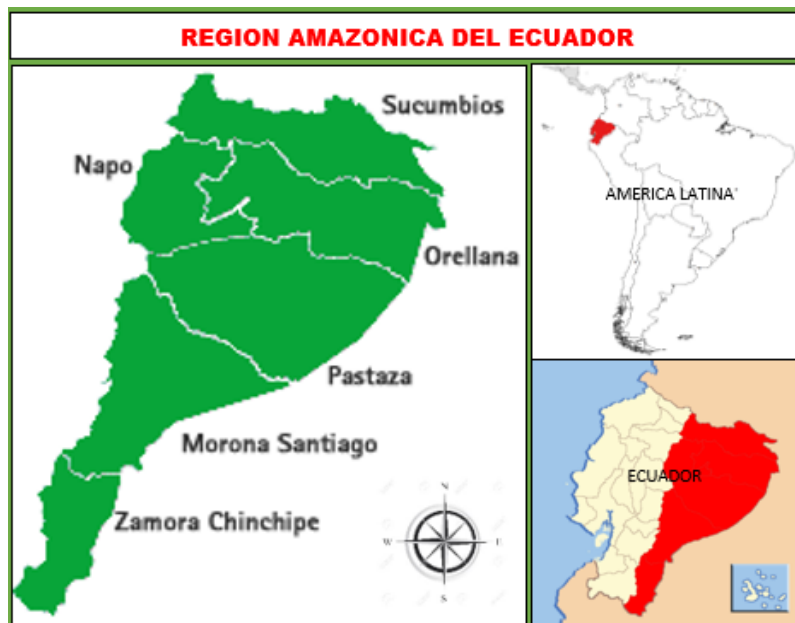 REGION AMAZONICA DEL ECUADOR
Sucumbios
Napo
Orellana
Pastaza
Morona Santiago
Zamora Chinchipe
N
W
E
S
AMERICA LATINA
ECUADOR